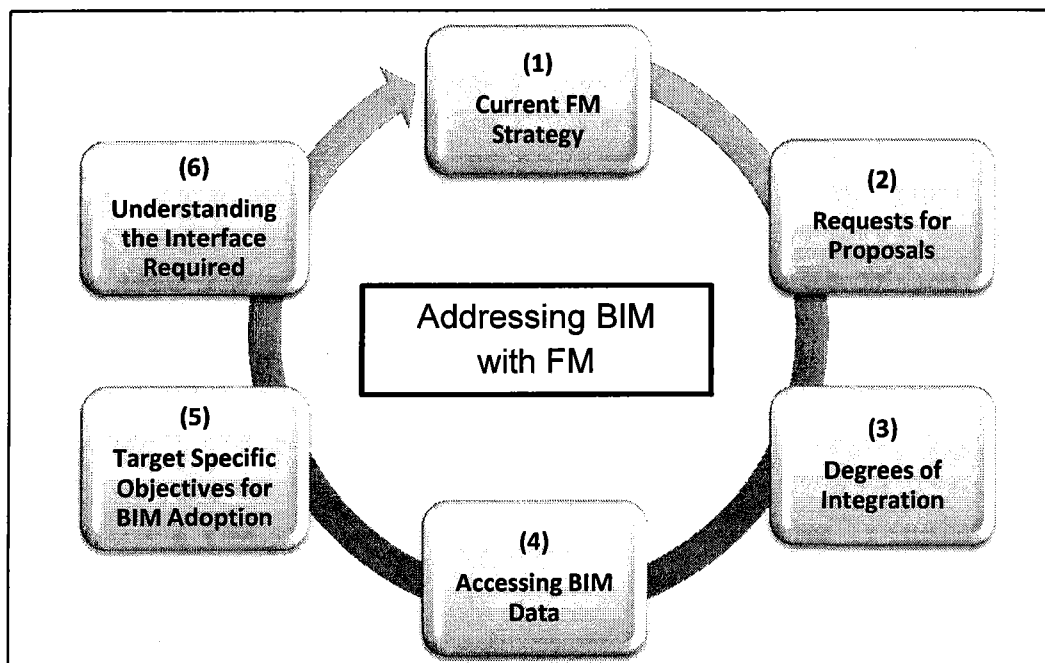 (1)
Current FM
Strategy
(2)
Requests for
Proposals
(3)
Degrees of
Integration
(4)
Accessing BIM
Data
(5)
Target Specific
Objectives for
BIM Adoption
(6)
Understanding
the Interface
Required
Addressing BIM
with FM